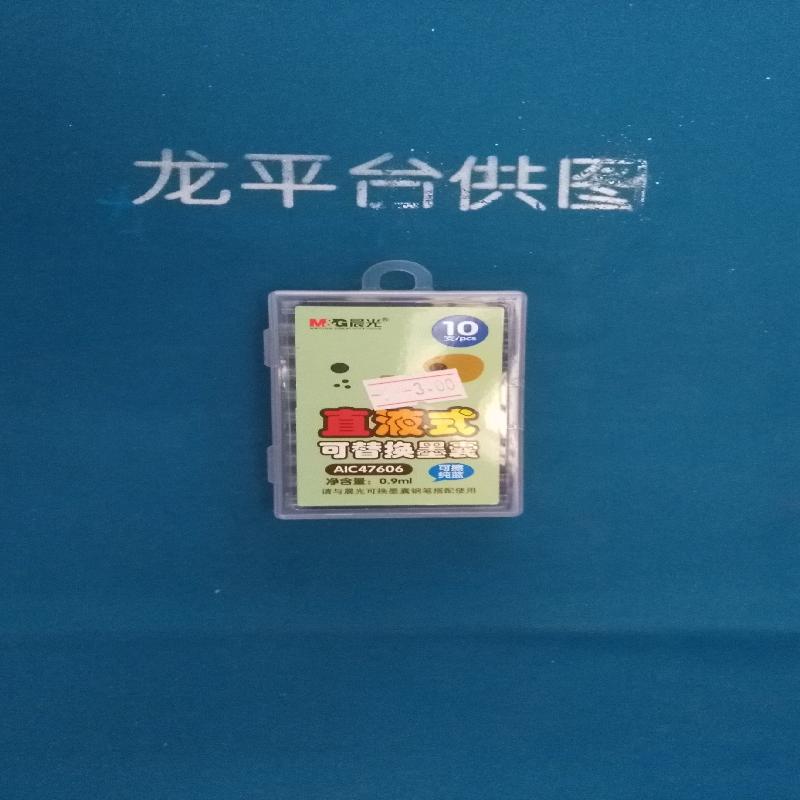 龙平台供图
M&G晨光®
10
支/pcs
-3.00
直液式
可替换墨囊
AIC47606
可擦
纯蓝
净含量：0.9ml
请与晨光可换墨囊钢笔搭配使用